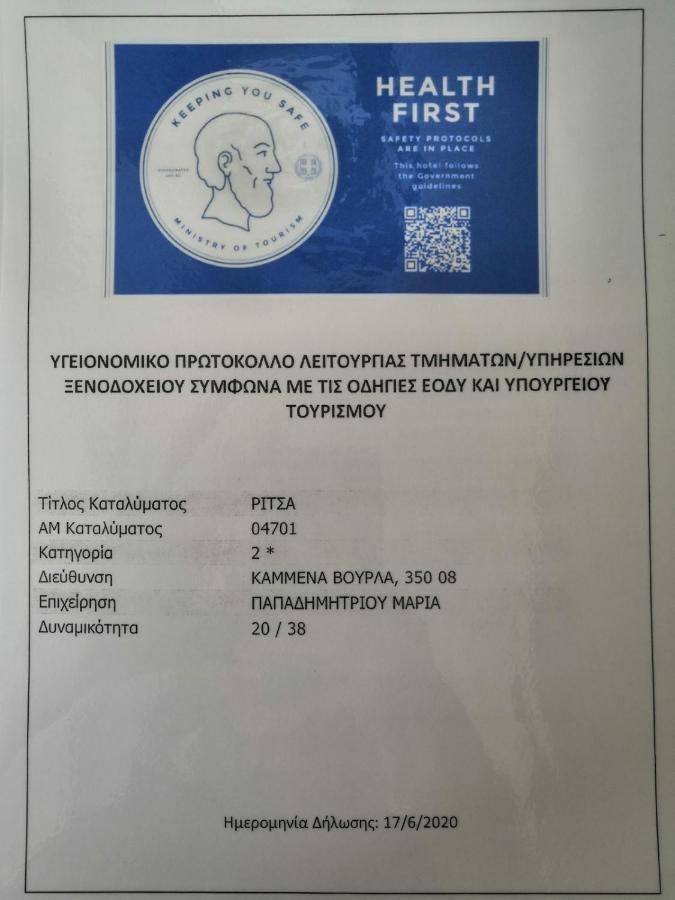 KEEPING YOU SAFE
MINISTRY OF TOURISM
HEALTH
FIRST
SAFETY PROTOCOLS
ARE IN PLACE
This hotel follows
the Government
guidelines
ΥΓΕΙΟΝΟΜΙΚΟ ΠΡΩΤΟΚΟΛΛΟ ΛΕΙΤΟΥΡΓΙΑΣ ΤΜΗΜΑΤΩΝ/ΥΠΗΡΕΣΙΩΝ
ΞΕΝΟΔΟΧΕΙΟΥ ΣΥΜΦΩΝΑ ΜΕ ΤΙΣ ΟΔΗΓΙΕΣ ΕΟΔΥ ΚΑΙ ΥΠΟΥΡΓΕΙΟΥ
ΤΟΥΡΙΣΜΟΥ
Τίτλος Καταλύματος ΡΙΤΣΑ
ΑΜ Καταλύματος 04701
Κατηγορία 2 *
Διεύθυνση ΚΑΜΜΕΝΑ ΒΟΥΡΛΑ, 350 08
Επιχείρηση ΠΑΠΑΔΗΜΗΤΡΙΟΥ ΜΑΡΙΑ
Δυναμικότητα 20 / 38
Ημερομηνία Δήλωσης: 17/6/2020